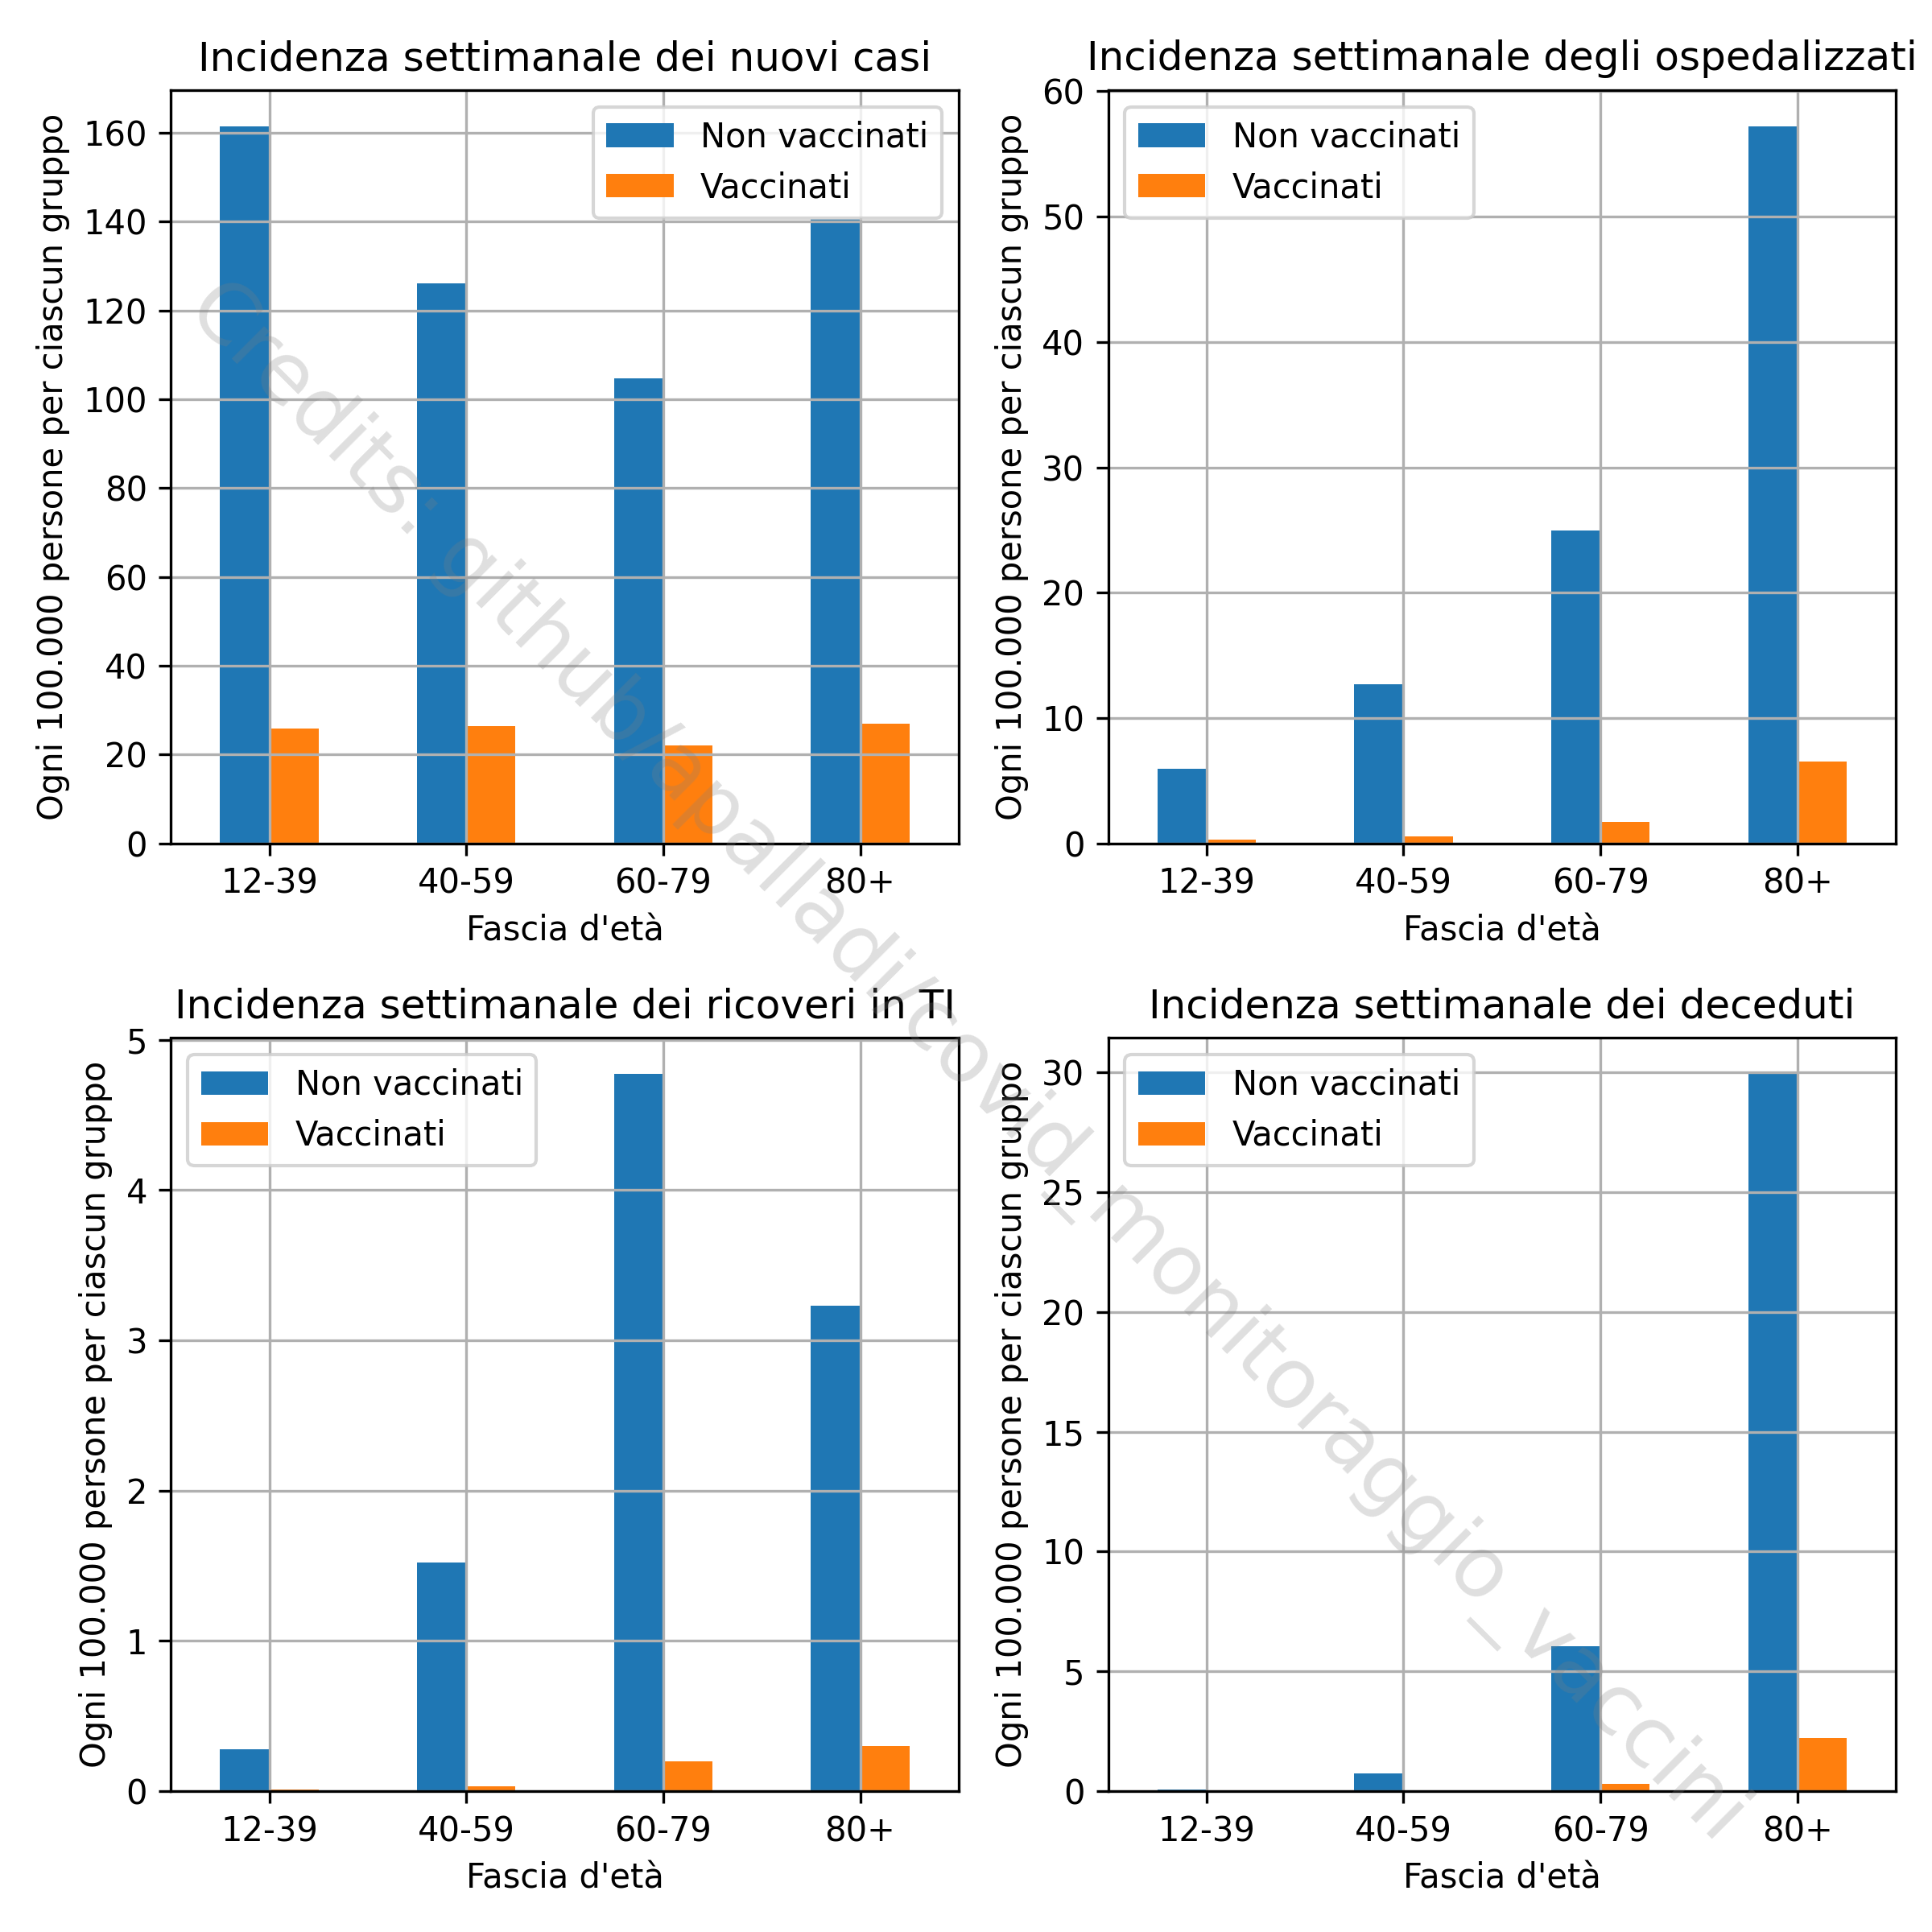 Incidenza settimanale dei nuovi casi
Ogni 100.000 persone per ciascun gruppo
160
140
120
100
80
60
40
20
0
Non vaccinati
Vaccinati
12-39 40-59 60-79 80+
Fascia d'età
Incidenza settimanale degli ospedalizzati
Ogni 100.000 persone per ciascun gruppo
60
50
40
30
20
10
0
Non vaccinati
Vaccinati
12-39 40-59 60-79 80+
Fascia d'età
Incidenza settimanale dei ricoveri in TI
Ogni 100.000 persone per ciascun gruppo
5
4
3
2
1
0
Non vaccinati
Vaccinati
12-39 40-59 60-79 80+
Fascia d'età
Incidenza settimanale dei deceduti
Ogni 100.000 persone per ciascun gruppo
30
25
20
15
10
5
0
Non vaccinati
Vaccinati
12-39 40-59 60-79 80+
Fascia d'età
Credits: github/apalladi/covid_monitoraggio_vaccini